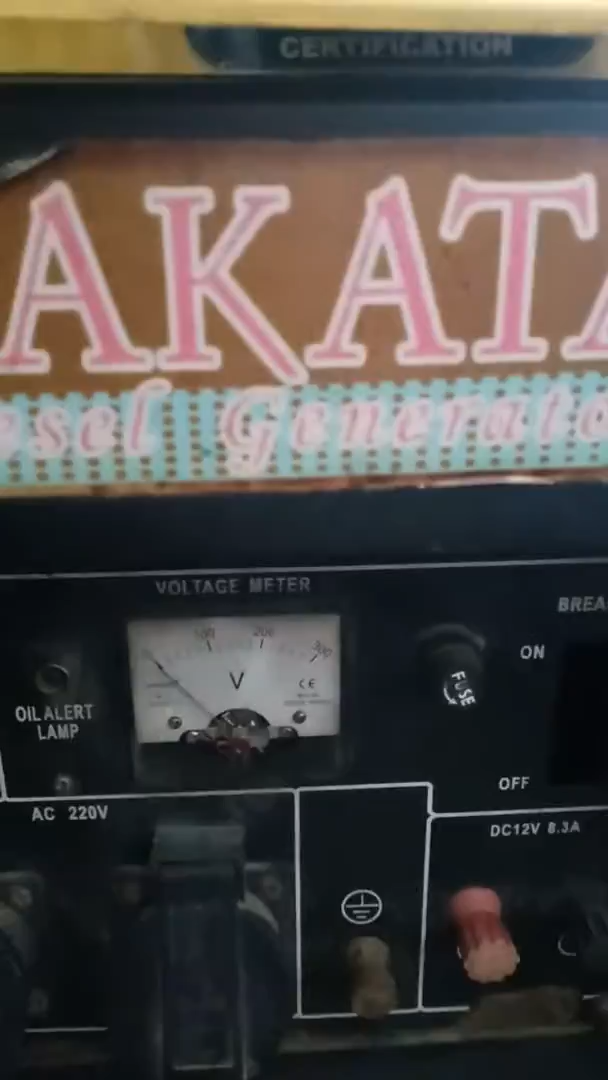 CERTIFICATION
AKATA
esel Generato
VOLTAGE METER
100 200 300
V
CE
OIL ALERT
LAMP
FUSE
BREA
ON
OFF
AC 220V
DC12V 8.3A